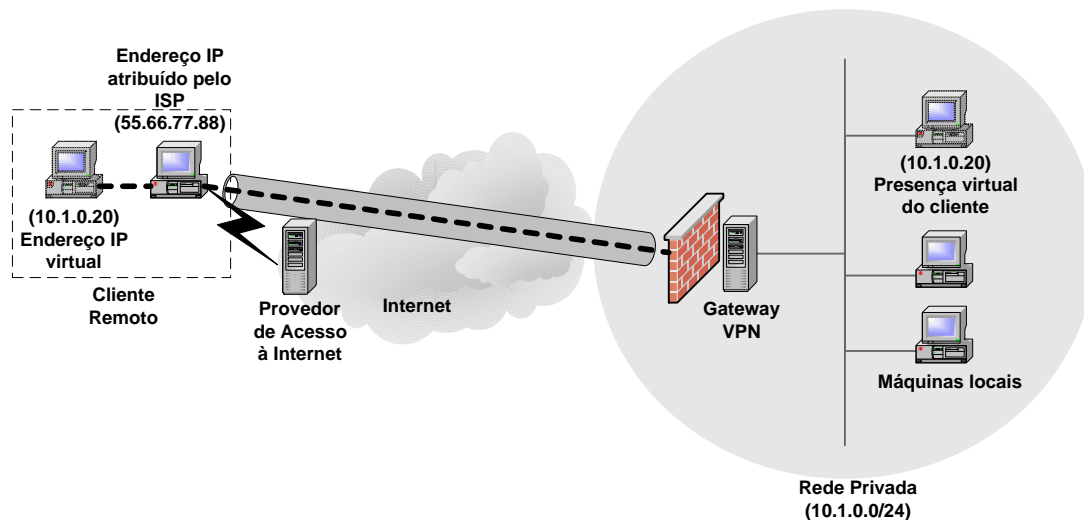 Endereço IP
atribuído pelo
ISP
(55.66.77.88)
(10.1.0.20)
Endereço IP
virtual
Cliente
Remoto
Provedor
de Acesso
à Internet
Internet
Gateway
VPN
(10.1.0.20)
Presença virtual
do cliente
Máquinas locais
Rede Privada
(10.1.0.0/24)